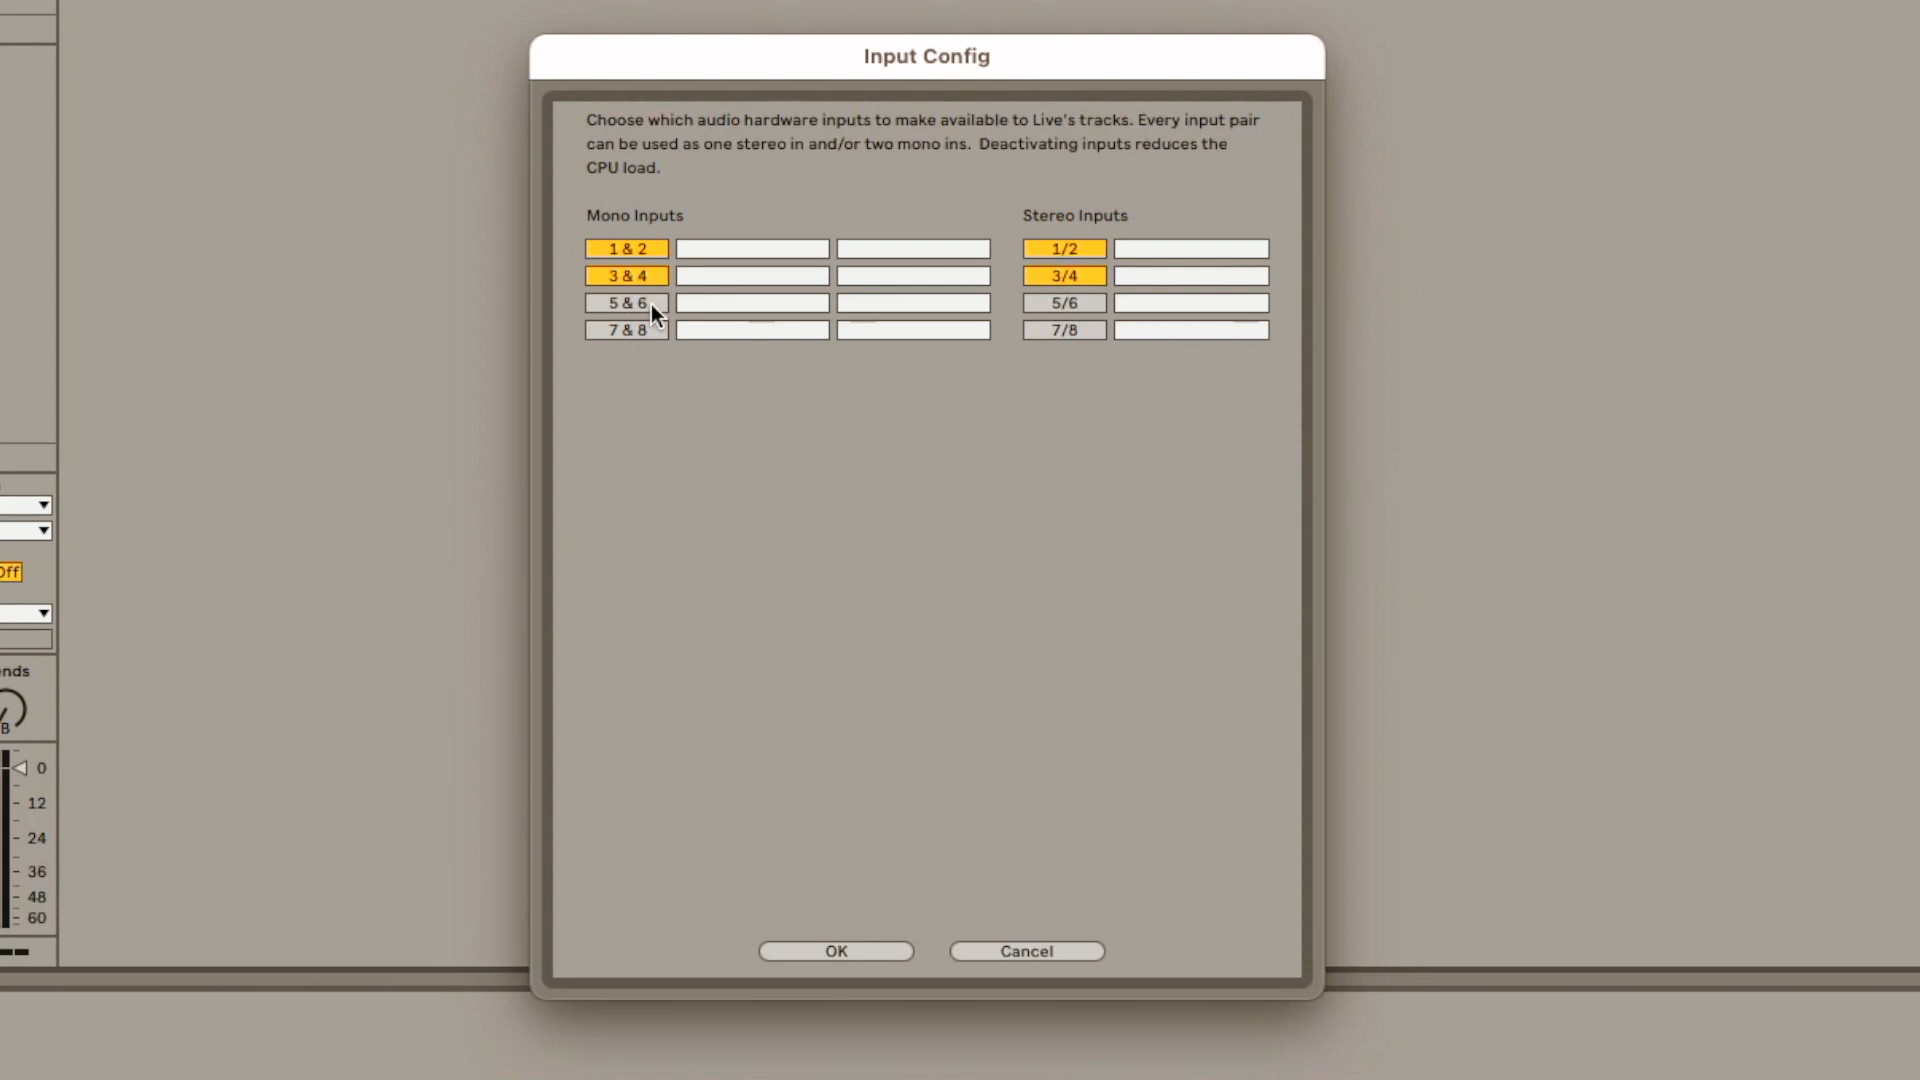 Input Config
Choose which audio hardware inputs to make available to Live's tracks. Every input pair
can be used as one stereo in and/or two mono ins. Deactivating inputs reduces the
CPU load.
Mono Inputs
Stereo Inputs
1 & 2
1/2
3 & 4
3/4
5 & 6
5/6
7 & 8
7/8
Off
ends
B
0
12
24
36
48
60
OK
Cancel